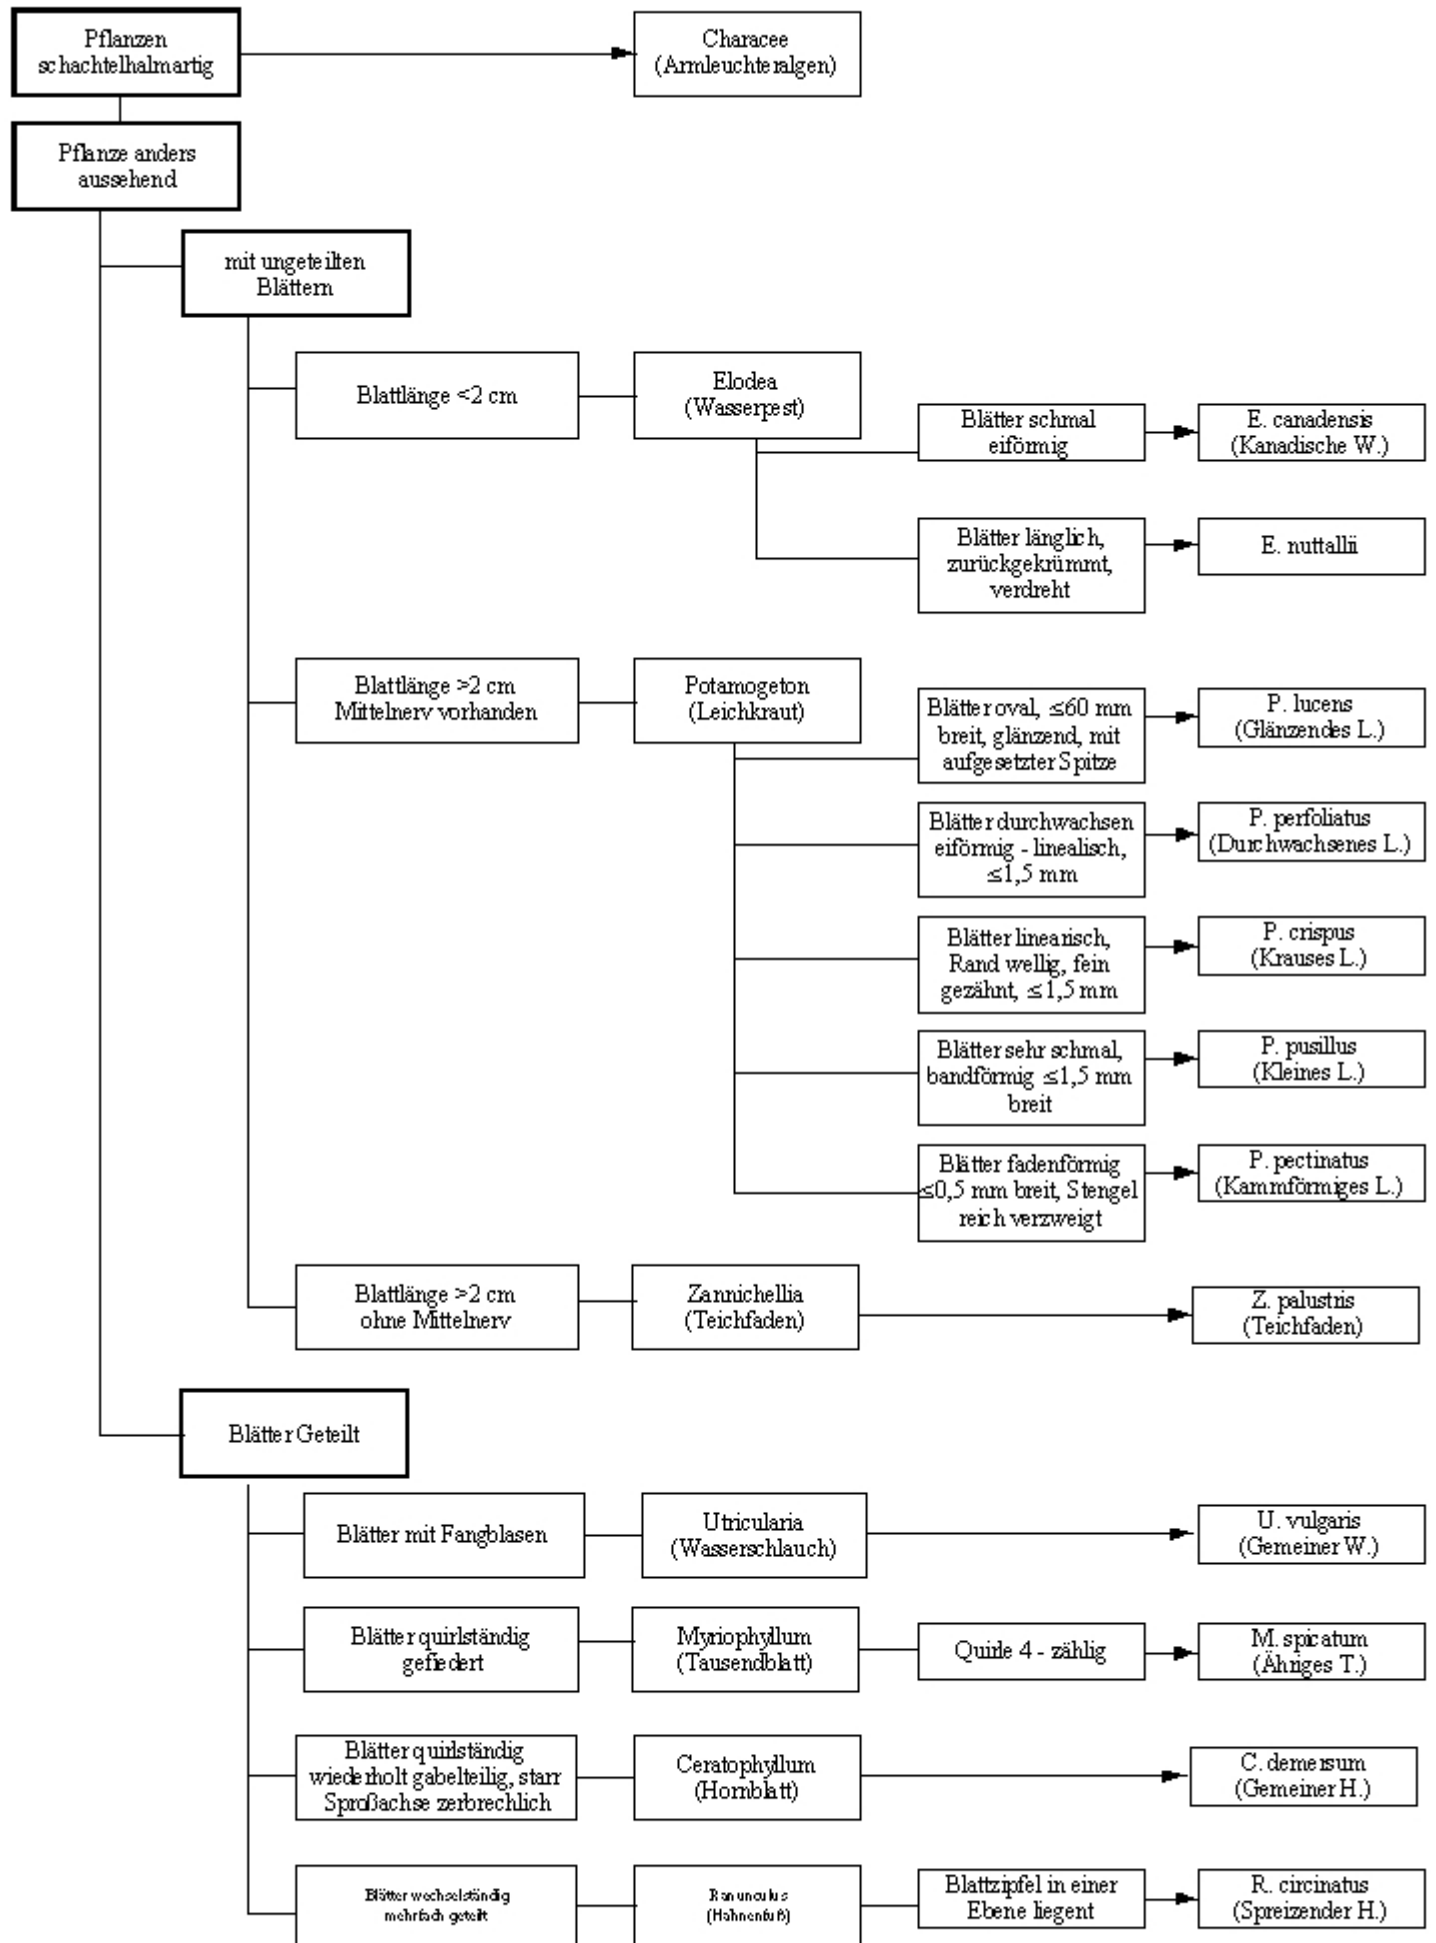 Pflanzen
schachtelhalmartig
Characee
(Armleuchteralgen)
Pflanze anders
aussehend
mit ungeteilten
Blättern
Blattlänge <2 cm
Elodea
(Wasserpest)
Blätter schmal
eiförmig
E. canadensis
(Kanadische W.)
Blätter länglich,
zurückgekrümmt,
verdreht
E. nuttallii
Blattlänge >2 cm
Mittelnerv vorhanden
Potamogeton
(Leichkraut)
Blätter oval, ≤60 mm
breit, glänzend, mit
aufgesetzter Spitze
P. lucens
(Glänzendes L.)
Blätter durchwachsen
eiförmig - linealisch,
≤1,5 mm
P. perfoliatus
(Durchwachsenes L.)
Blätter linearisch,
Rand wellig, fein
gezähnt, ≤1,5 mm
P. crispus
(Krauses L.)
Blätter sehr schmal,
bandförmig ≤1,5 mm
breit
P. pusillus
(Kleines L.)
Blätter fadenförmig
≤0,5 mm breit, Stengel
reich verzweigt
P. pectinatus
(Kammförmiges L.)
Blattlänge >2 cm
ohne Mittelnerv
Zannichellia
(Teichfaden)
Z. palustris
(Teichfaden)
Blätter Geteilt
Blätter mit Fangblasen
Utricularia
(Wasserschlauch)
U. vulgaris
(Gemeiner W.)
Blätter quirlständig
gefiedert
Myriophyllum
(Tausendblatt)
Quirle 4 - zählig
M. spicatum
(Ähriges T.)
Blätter quirlständig
wiederholt gabelteilig, starr
Sproßachse zerbrechlich
Ceratophyllum
(Hornblatt)
C. demersum
(Gemeiner H.)
Blätter wechselständig
mehrfach geteilt
Ranunculus
(Hahnenfuß)
Blattzipfel in einer
Ebene liegent
R. circinatus
(Spreizender H.)